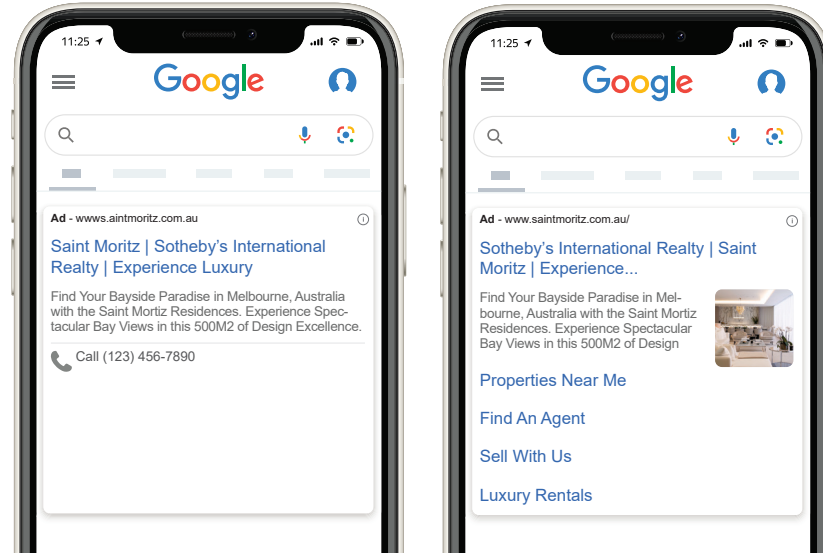 11:25
Google
Ad - wwws.aintmoritz.com.au
Saint Moritz | Sotheby's International
Realty | Experience Luxury
Find Your Bayside Paradise in Melbourne, Australia
with the Saint Mortiz Residences. Experience Spec-
tacular Bay Views in this 500M2 of Design Excellence.
Call (123) 456-7890
11:25
Google
Ad - www.saintmoritz.com.au/
Sotheby's International Realty | Saint
Moritz | Experience...
Find Your Bayside Paradise in Mel-
bourne, Australia with the Saint Mortiz
Residences. Experience Spectacular
Bay Views in this 500M2 of Design
Properties Near Me
Find An Agent
Sell With Us
Luxury Rentals